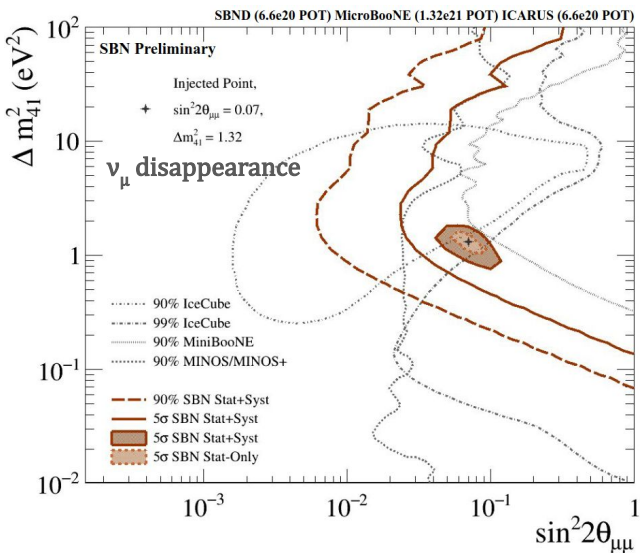 SBND (6.6e20 POT) MicroBooNE (1.32e21 POT) ICARUS (6.6e20 POT)
SBN Preliminary
Injected Point,
sin²2θμμ = 0.07,
Δm²41 = 1.32
νμ disappearance
Δ m²41 (eV²)
10²
10
1
10⁻¹
10⁻²
90% IceCube
99% IceCube
90% MiniBooNE
90% MINOS/MINOS+
90% SBN Stat+Syst
5σ SBN Stat+Syst
5σ SBN Stat+Syst
5σ SBN Stat-Only
10⁻³ 10⁻² 10⁻¹ 1
sin²2θμμ